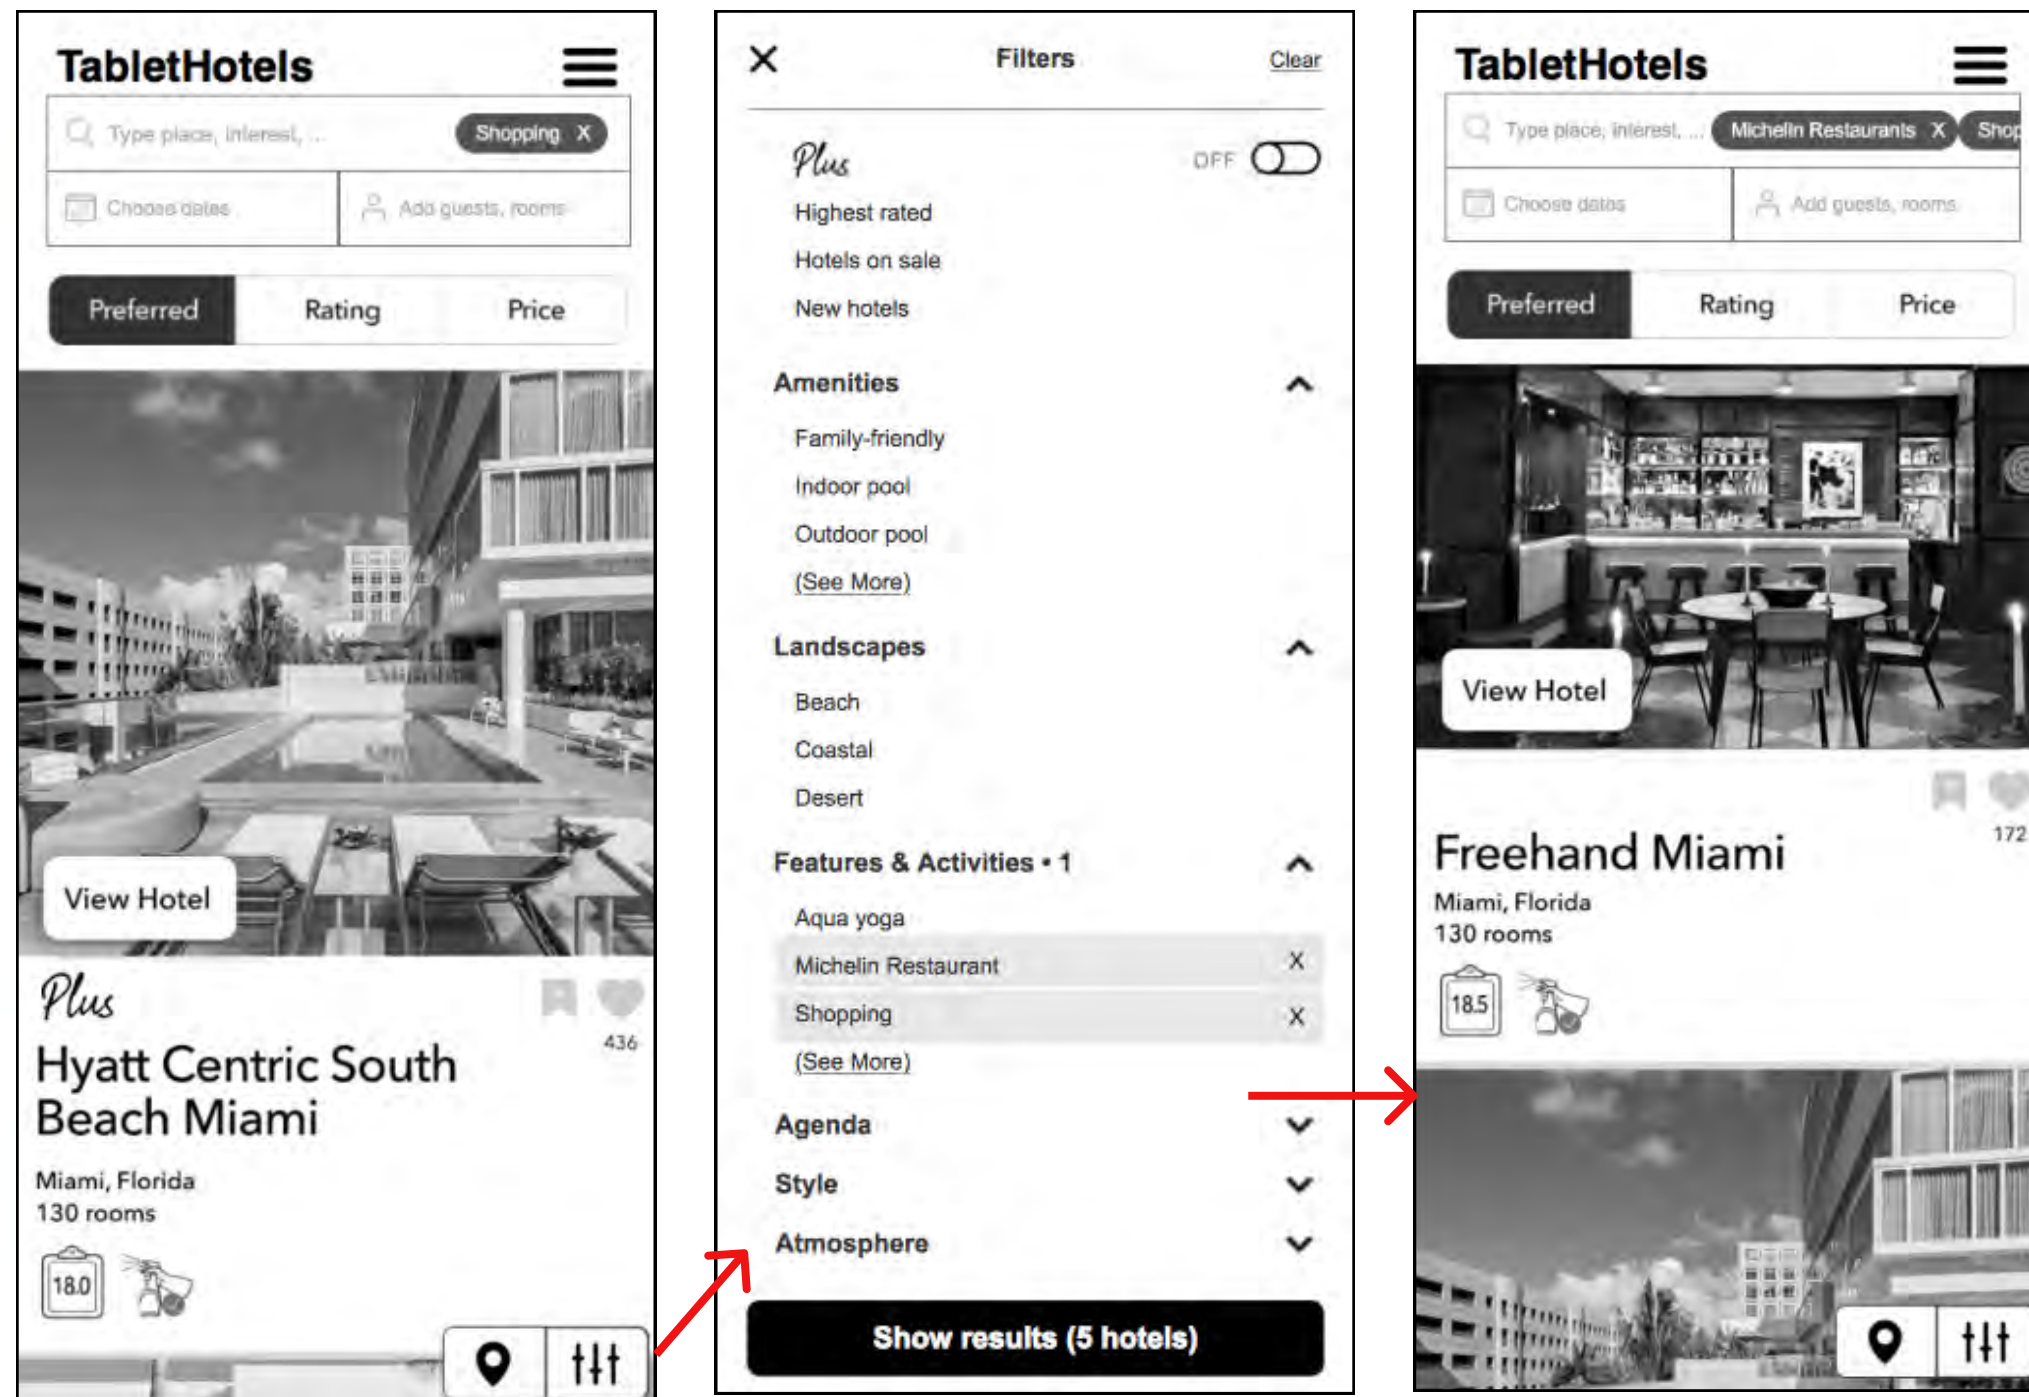 TabletHotels
Type place, interest, ...
Shopping X
Choose dates
Add guests, rooms
Preferred
Rating
Price
View Hotel
Plus
436
Hyatt Centric South
Beach Miami
Miami, Florida
130 rooms
18.0
Filters
Clear
Plus
OFF
Highest rated
Hotels on sale
New hotels
Amenities
Family-friendly
Indoor pool
Outdoor pool
(See More)
Landscapes
Beach
Coastal
Desert
Features & Activities • 1
Aqua yoga
Michelin Restaurant X
Shopping X
(See More)
Agenda
Style
Atmosphere
Show results (5 hotels)
TabletHotels
Type place, interest, ...
Michelin Restaurants X
Shop
Choose dates
Add guests, rooms
Preferred
Rating
Price
View Hotel
172
Freehand Miami
Miami, Florida
130 rooms
18.5